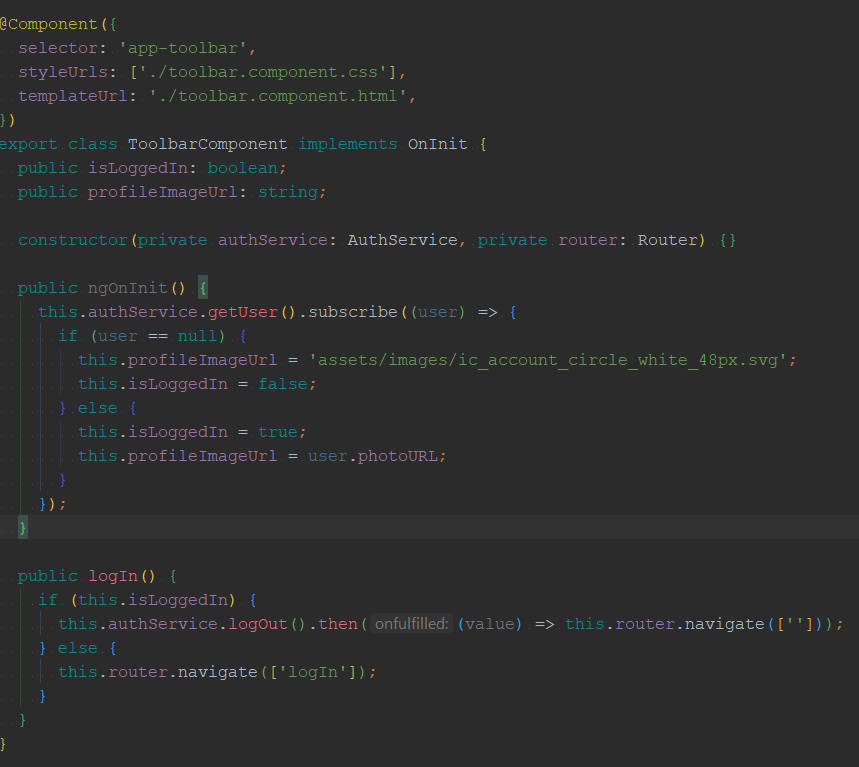 @Component({
selector: 'app-toolbar',
styleUrls: ['./toolbar.component.css'],
templateUrl: './toolbar.component.html',
})
export class ToolbarComponent implements OnInit {
public isLoggedIn: boolean;
public profileImageUrl: string;
constructor(private authService: AuthService, private router: Router) {}
public ngOnInit() {
this.authService.getUser().subscribe((user) => {
if (user == null) {
this.profileImageUrl = 'assets/images/ic_account_circle_white_48px.svg';
this.isLoggedIn = false;
} else {
this.isLoggedIn = true;
this.profileImageUrl = user.photoURL;
}
});
}
public logIn() {
if (this.isLoggedIn) {
this.authService.logOut().then( onfulfilled: (value) => this.router.navigate(['']));
} else {
this.router.navigate(['logIn']);
}
}
}